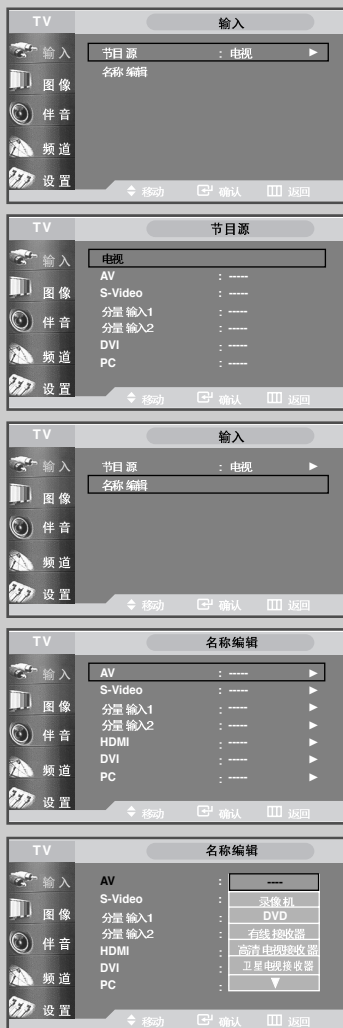 TV 输入
输入 节目 源 : 电视 ►
名称 编辑
图像
伴音
频道
设置
移动 确认 返回
TV 节目源
输入 电视
AV : -----
图像 S-Video : -----
分量 输入1 : -----
伴音 分量 输入2 : -----
DVI : -----
频道 PC : -----
设置
移动 确认 返回
TV 输入
输入 节目 源 : 电视 ►
名称 编辑
图像
伴音
频道
设置
移动 确认 返回
TV 名称编辑
输入 AV : ----- ►
S-Video : ----- ►
图像 分量 输入1 : ----- ►
分量 输入2 : ----- ►
伴音 HDMI : ----- ►
DVI : ----- ►
频道 PC : ----- ►
设置
移动 确认 返回
TV 名称编辑
输入 AV : ----
S-Video : 录像 机
图像 分量 输入1 : DVD
分量 输入2 : 有线 接收器
伴音 HDMI : 高清 电视接收 器
DVI : 卫星电视接收器
频道 PC : ▼
设置
移动 确认 返回